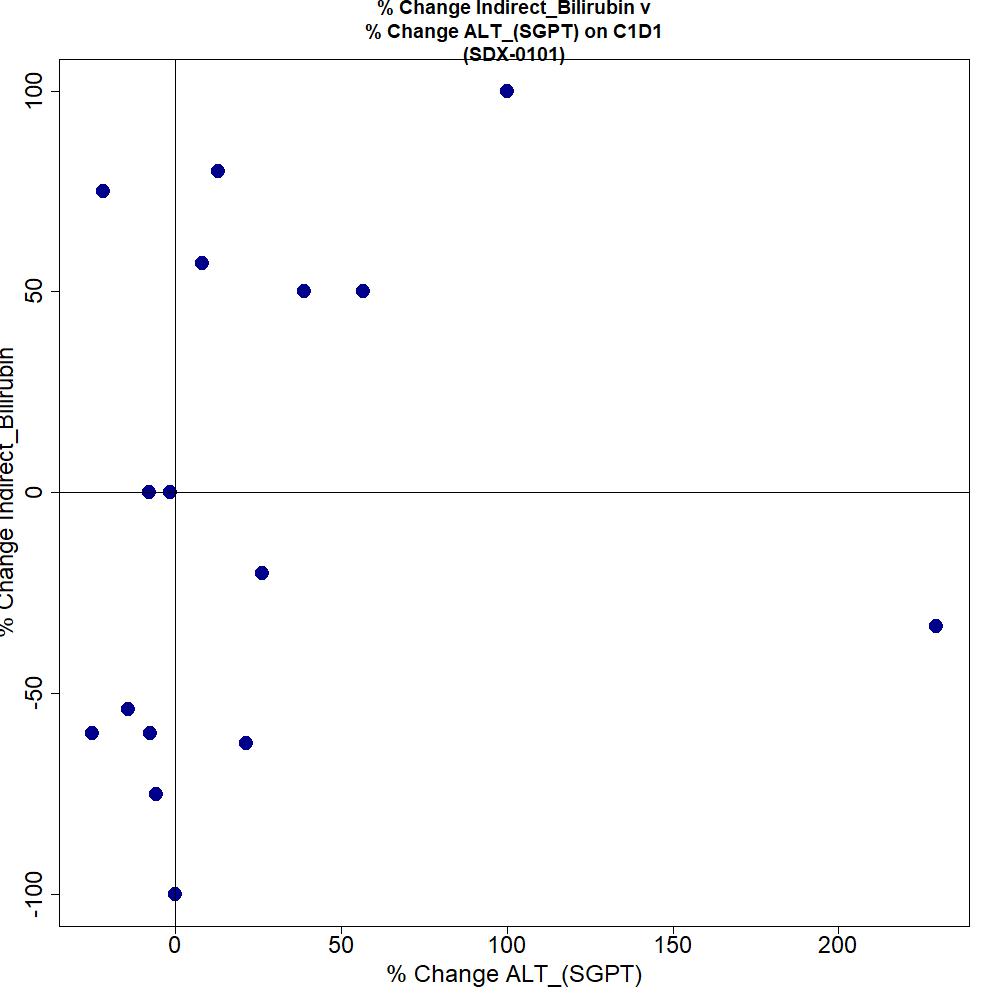 % Change Indirect_Bilirubin v
% Change ALT_(SGPT) on C1D1
(SDX-0101)
% Change Indirect_Bilirubin
100
50
0
-50
-100
0
50
100
150
200
% Change ALT_(SGPT)